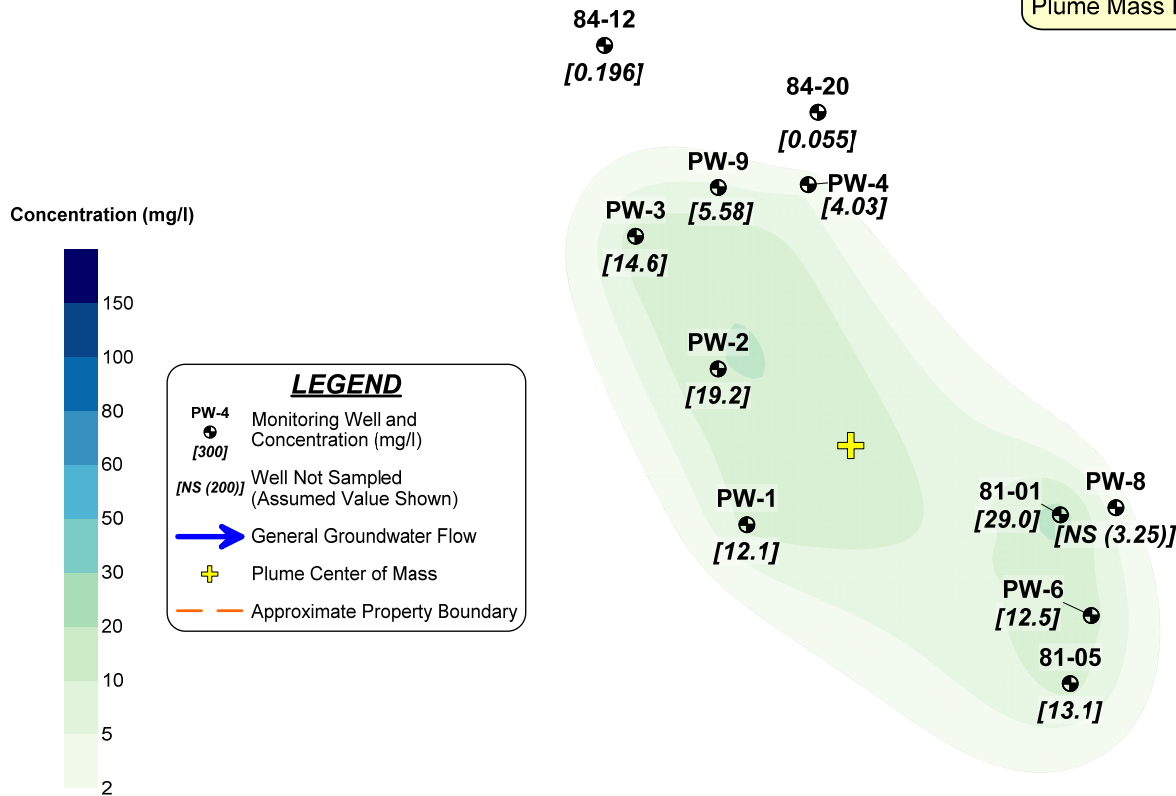 Plume Mass
84-12
[0.196]
84-20
[0.055]
PW-9
[5.58]
PW-4
[4.03]
PW-3
[14.6]
Concentration (mg/l)
150
100
80
60
50
30
20
10
5
2
LEGEND
PW-4
[300]
Monitoring Well and
Concentration (mg/l)
[NS (200)]
Well Not Sampled
(Assumed Value Shown)
General Groundwater Flow
Plume Center of Mass
Approximate Property Boundary
PW-2
[19.2]
PW-1
[12.1]
81-01
[29.0]
PW-8
[NS (3.25)]
PW-6
[12.5]
81-05
[13.1]